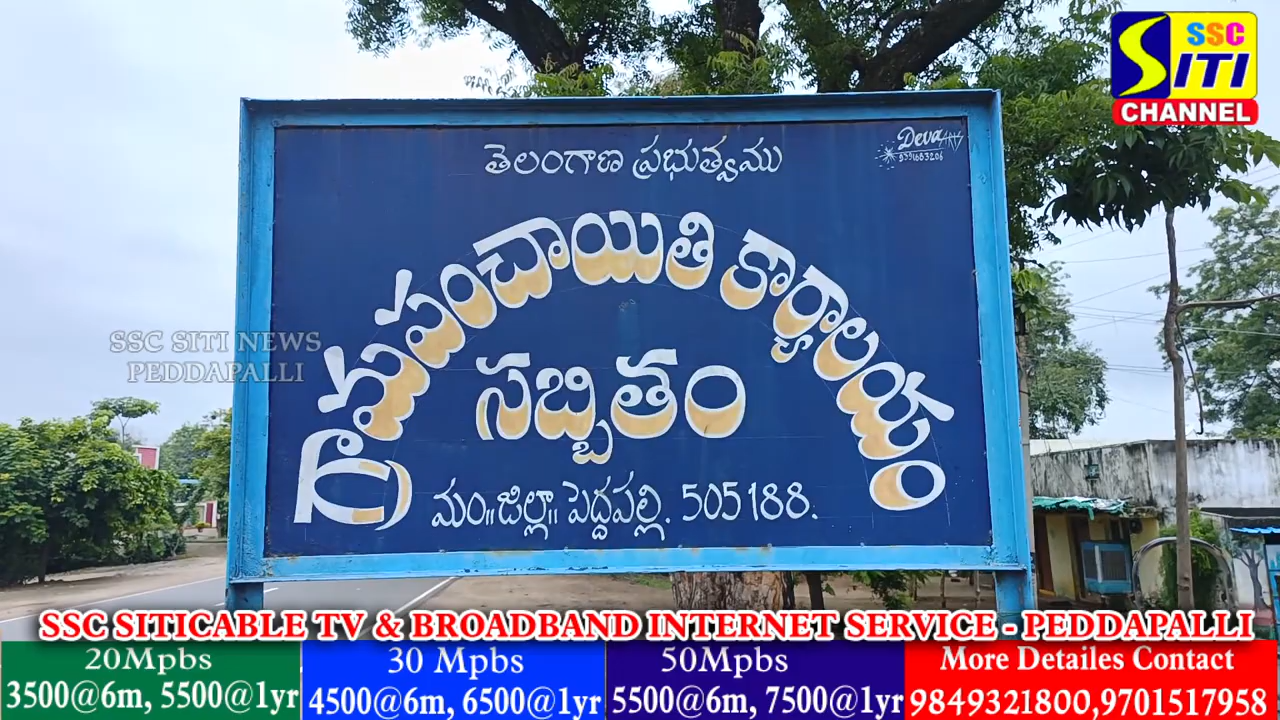 SSC
SITI
CHANNEL
తెలంగాణ ప్రభుత్వము
Deva ARTS
గ్రామపంచాయితి కార్యాలయం
సబ్బితం
మం,,జిల్లా,, పెద్దపల్లి. 505188.
SSC SITI NEWS
PEDDAPALLI
SSC SITICABLE TV & BROADBAND INTERNET SERVICE - PEDDAPALLI
20Mpbs
3500@6m, 5500@1yr
30 Mpbs
4500@6m, 6500@1yr
50Mpbs
5500@6m, 7500@1yr
More Detailes Contact
9849321800,9701517958